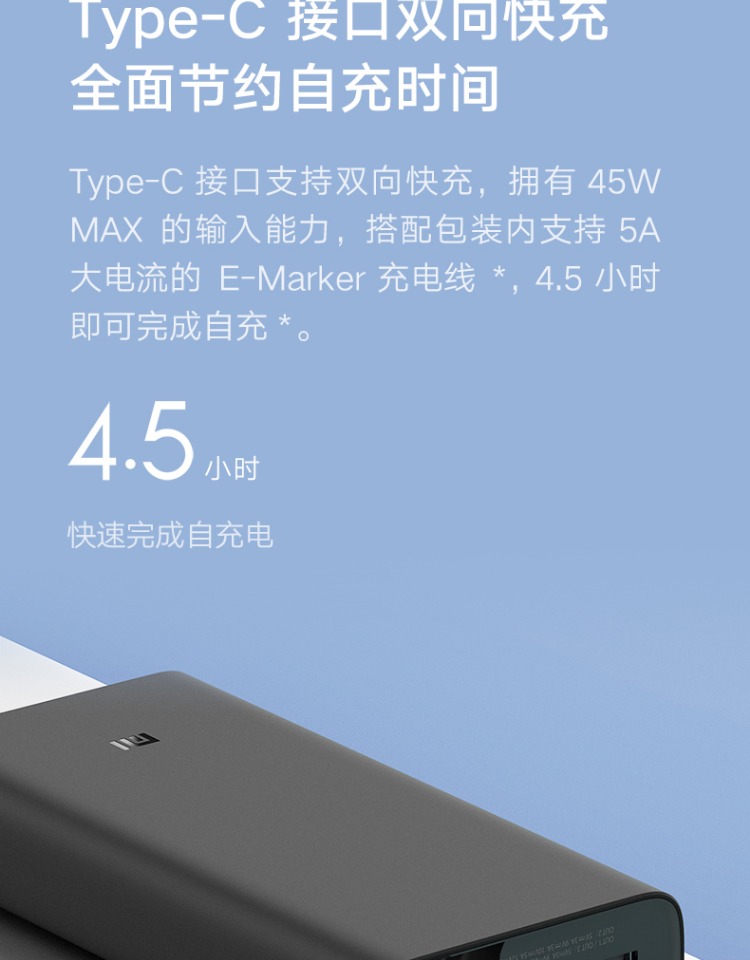 Type-C 接口双向快充
全面节约自充时间
Type-C 接口支持双向快充，拥有 45W
MAX 的输入能力，搭配包装内支持 5A
大电流的 E-Marker 充电线 *，4.5 小时
即可完成自充 *。
4.5 小时
快速完成自充电